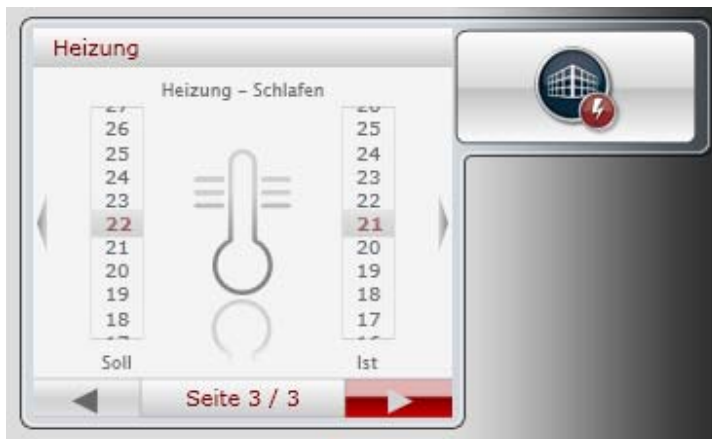 Heizung
Heizung – Schlafen
26 25
25 24
24 23
23 22
22 21
21 20
20 19
19 18
18 17
Soll Ist
Seite 3 / 3